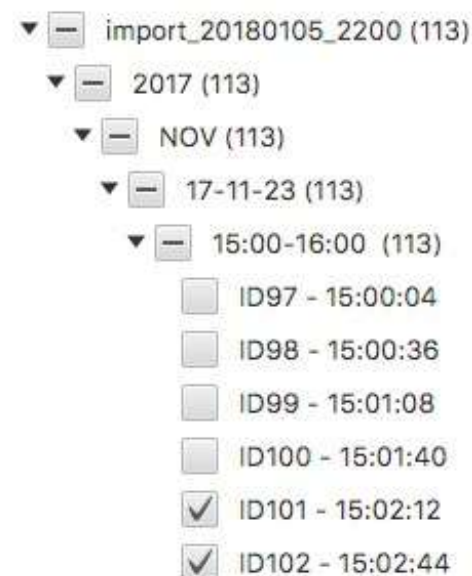 import_20180105_2200 (113)
2017 (113)
NOV (113)
17-11-23 (113)
15:00-16:00 (113)
ID97 - 15:00:04
ID98 - 15:00:36
ID99 - 15:01:08
ID100 - 15:01:40
ID101 - 15:02:12
ID102 - 15:02:44